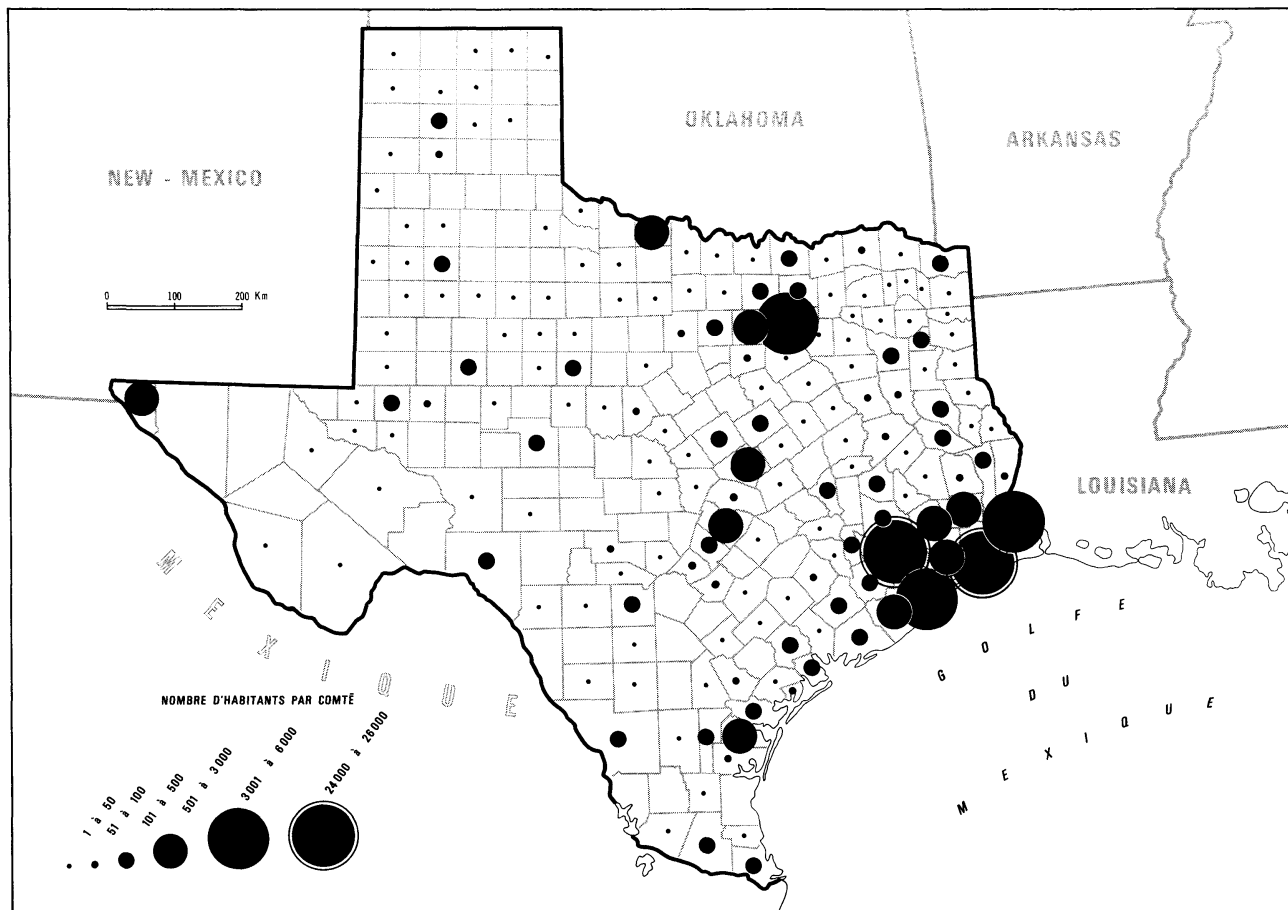 OKLAHOMA
ARKANSAS
NEW - MEXICO
0 100 200 Km
LOUISIANA
MEXIQUE
GOLFE
DU
MEXIQUE
NOMBRE D'HABITANTS PAR COMTÉ
1 à 50
51 à 100
101 à 500
501 à 3 000
3 001 à 6 000
24 000 à 26 000